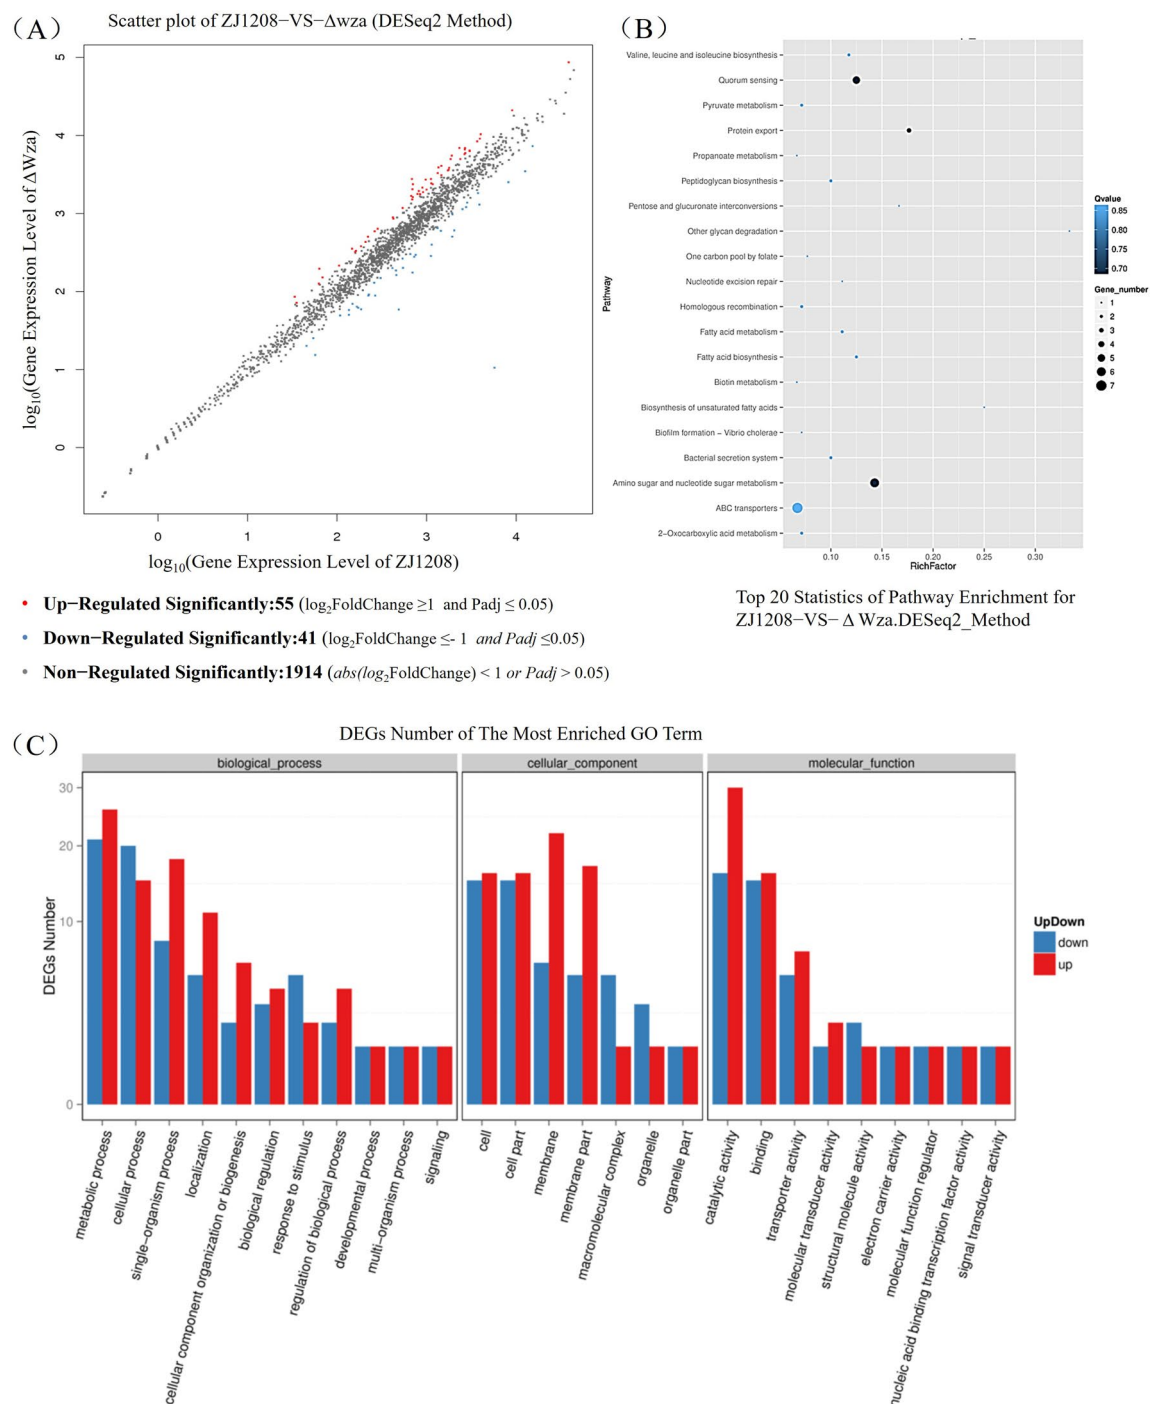 (A)
Scatter plot of ZJ1208−VS−Δwza (DESeq2 Method)
log10(Gene Expression Level of ΔWza)
5
4
3
2
1
0
0 1 2 3 4
log10(Gene Expression Level of ZJ1208)
• Up−Regulated Significantly:55 (log2FoldChange ≥1 and Padj ≤ 0.05)
• Down−Regulated Significantly:41 (log2FoldChange ≤- 1 and Padj ≤0.05)
• Non−Regulated Significantly:1914 (abs(log2FoldChange) < 1 or Padj > 0.05)
(B)
Pathway
Valine, leucine and isoleucine biosynthesis
Quorum sensing
Pyruvate metabolism
Protein export
Propanoate metabolism
Peptidoglycan biosynthesis
Pentose and glucuronate interconversions
Other glycan degradation
One carbon pool by folate
Nucleotide excision repair
Homologous recombination
Fatty acid metabolism
Fatty acid biosynthesis
Biotin metabolism
Biosynthesis of unsaturated fatty acids
Biofilm formation − Vibrio cholerae
Bacterial secretion system
Amino sugar and nucleotide sugar metabolism
ABC transporters
2−Oxocarboxylic acid metabolism
0.10 0.15 0.20 0.25 0.30
RichFactor
Qvalue
0.85
0.80
0.75
0.70
Gene_number
1
2
3
4
5
6
7
Top 20 Statistics of Pathway Enrichment for
ZJ1208−VS− Δ Wza.DESeq2_Method
(C)
DEGs Number of The Most Enriched GO Term
biological_process cellular_component molecular_function
DEGs Number
30
20
10
0
metabolic process
cellular process
single−organism process
localization
cellular component organization or biogenesis
biological regulation
response to stimulus
regulation of biological process
developmental process
multi−organism process
signaling
cell
cell part
membrane
membrane part
macromolecular complex
organelle
organelle part
catalytic activity
binding
transporter activity
molecular transducer activity
structural molecule activity
electron carrier activity
molecular function regulator
nucleic acid binding transcription factor activity
signal transducer activity
UpDown
down
up